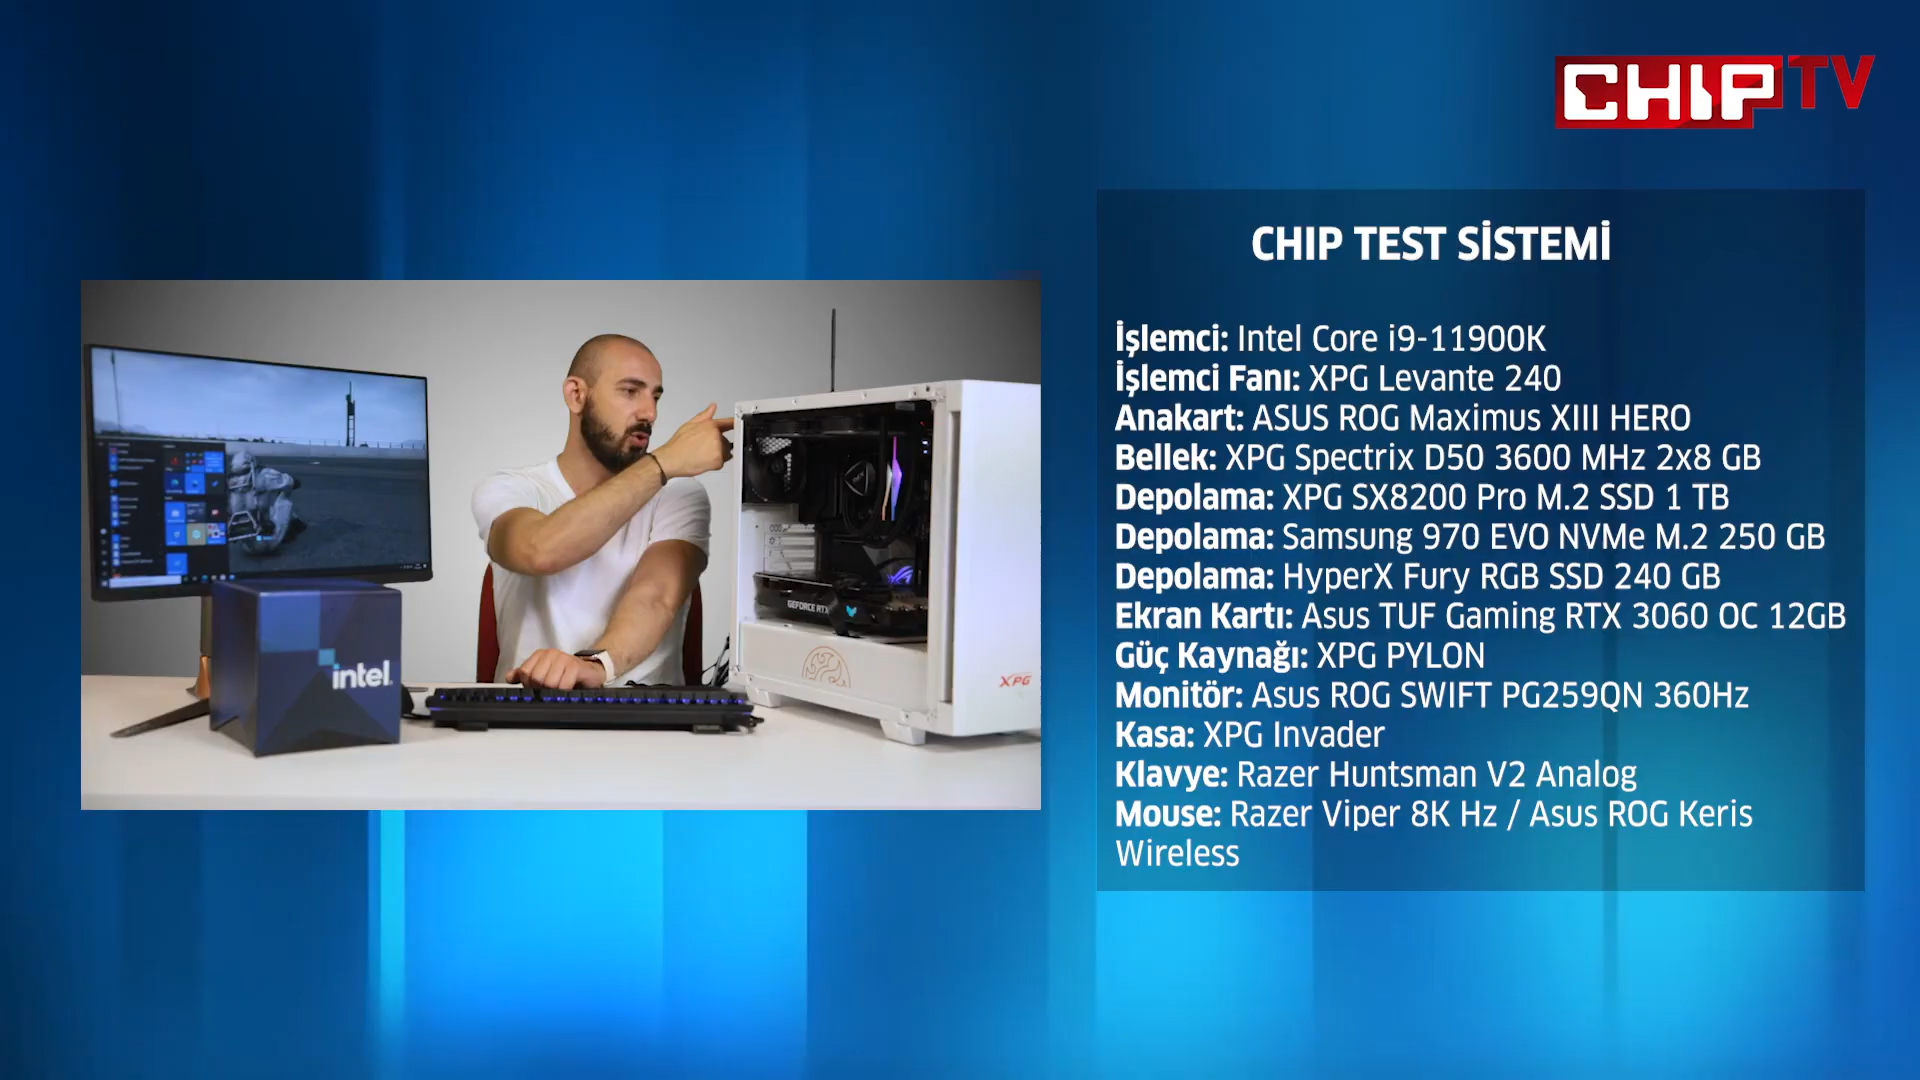 CHIP TV
CHIP TEST SİSTEMİ
İşlemci: Intel Core i9-11900K
İşlemci Fanı: XPG Levante 240
Anakart: ASUS ROG Maximus XIII HERO
Bellek: XPG Spectrix D50 3600 MHz 2x8 GB
Depolama: XPG SX8200 Pro M.2 SSD 1 TB
Depolama: Samsung 970 EVO NVMe M.2 250 GB
Depolama: HyperX Fury RGB SSD 240 GB
Ekran Kartı: Asus TUF Gaming RTX 3060 OC 12GB
Güç Kaynağı: XPG PYLON
Monitör: Asus ROG SWIFT PG259QN 360Hz
Kasa: XPG Invader
Klavye: Razer Huntsman V2 Analog
Mouse: Razer Viper 8K Hz / Asus ROG Keris
Wireless
intel
GEFORCE RTX
XPG